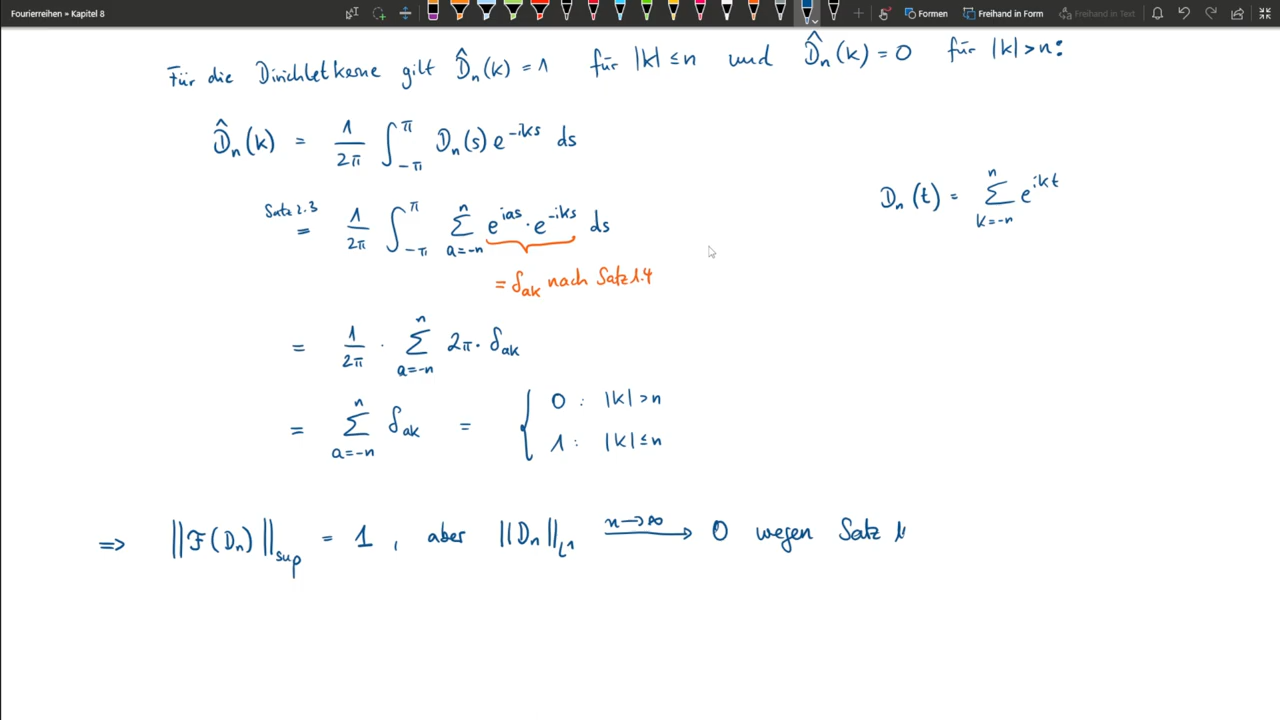 Fourierreihen » Kapitel 8
Formen Freihand in Form Freihand in Text
Für die Dirichletkerne gilt D̂ₙ(k) = 1 für |k| ≤ n und D̂ₙ(k) = 0 für |k| > n:
D̂ₙ(k) = 1/2π ∫_{-π}^{π} Dₙ(s) e^{-iks} ds
Dₙ(t) = ∑_{k=-n}^{n} e^{ikt}
Satz 2.3 = 1/2π ∫_{-π}^{π} ∑_{a=-n}^{n} e^{ias} · e^{-iks} ds
= δ_{ak} nach Satz 1.4
= 1/2π · ∑_{a=-n}^{n} 2π · δ_{ak}
= ∑_{a=-n}^{n} δ_{ak} = { 0 : |k| > n
1 : |k| ≤ n
⇒ ||ℱ(Dₙ)||_{sup} = 1, aber ||Dₙ||_{L¹} n→∞ ⟶ 0 wegen Satz